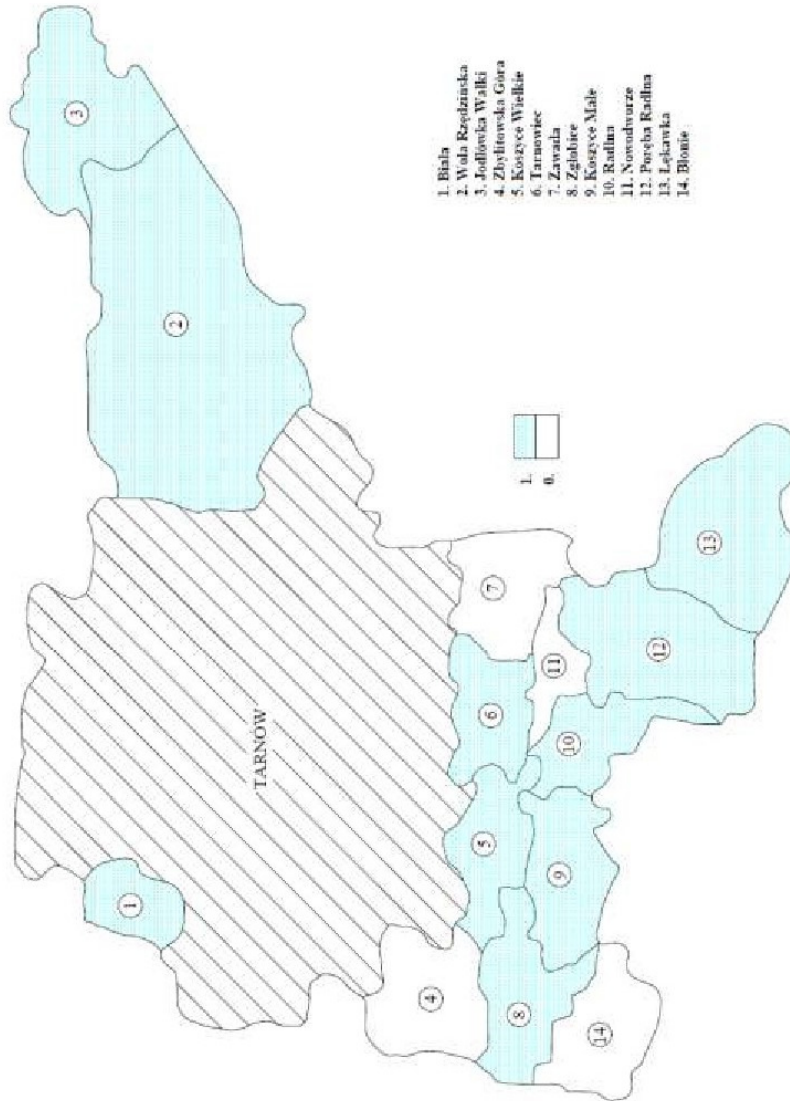 TARNÓW
1
2
3
4
5
6
7
8
9
10
11
12
13
14
1.
0.
1. Biała
2. Wola Rzędzińska
3. Jodłówka Wałki
4. Zbylitowska Góra
5. Koszyce Wielkie
6. Tarnowiec
7. Zawada
8. Zgłobice
9. Koszyce Małe
10. Radlna
11. Nowodworze
12. Poręba Radlna
13. Łękawka
14. Błonie